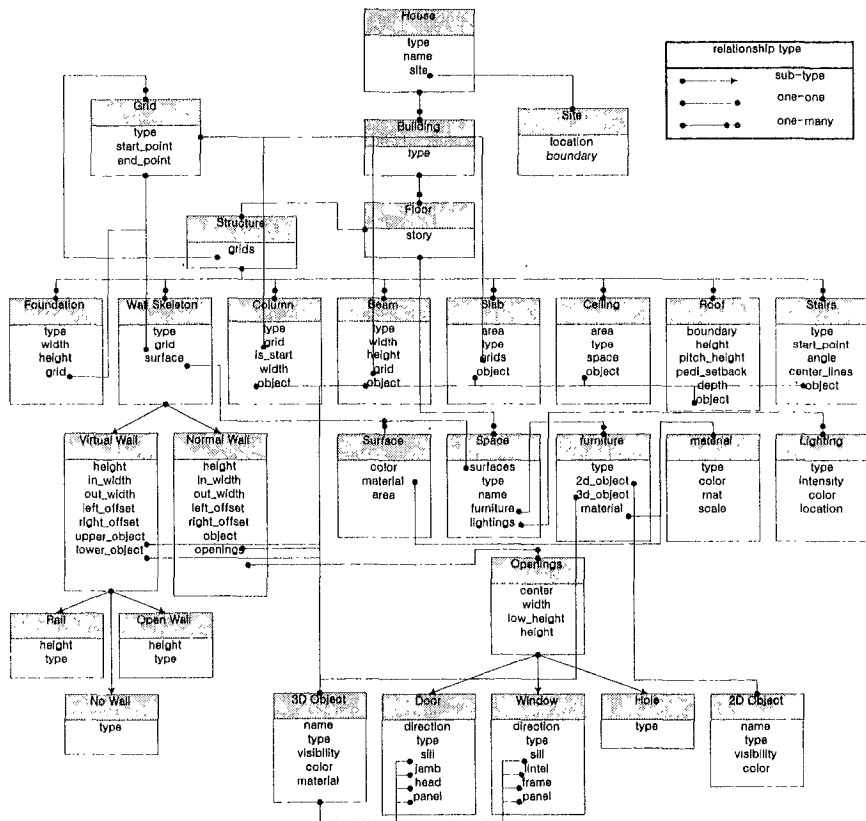 House
type
name
site
relationship type
sub-type
one-one
one-many
Grid
type
start_point
end_point
Building
type
Site
location
boundary
Structure
grids
Floor
story
Foundation
type
width
height
grid
Wall Skeleton
type
grid
surface
Column
type
grid
is_start
width
object
Beam
type
width
height
grid
object
Slab
area
type
grids
object
Ceiling
area
type
space
object
Roof
boundary
height
pitch_height
pedi_setback
depth
object
Stairs
type
start_point
angle
center_lines
object
Virtual Wall
height
in_width
out_width
left_offset
right_offset
upper_object
lower_object
Normal Wall
height
in_width
out_width
left_offset
right_offset
object
openings
Surface
color
material
area
Space
surfaces
type
name
furniture
lightings
furniture
type
2d_object
3d_object
material
material
type
color
mat
scale
Lighting
type
intensity
color
location
Openings
center
width
low_height
height
Rail
height
type
Open Wall
height
type
No Wall
type
3D Object
name
type
visibility
color
material
Door
direction
type
sill
jamb
head
panel
Window
direction
type
sill
lintel
frame
panel
Hole
type
2D Object
name
type
visibility
color